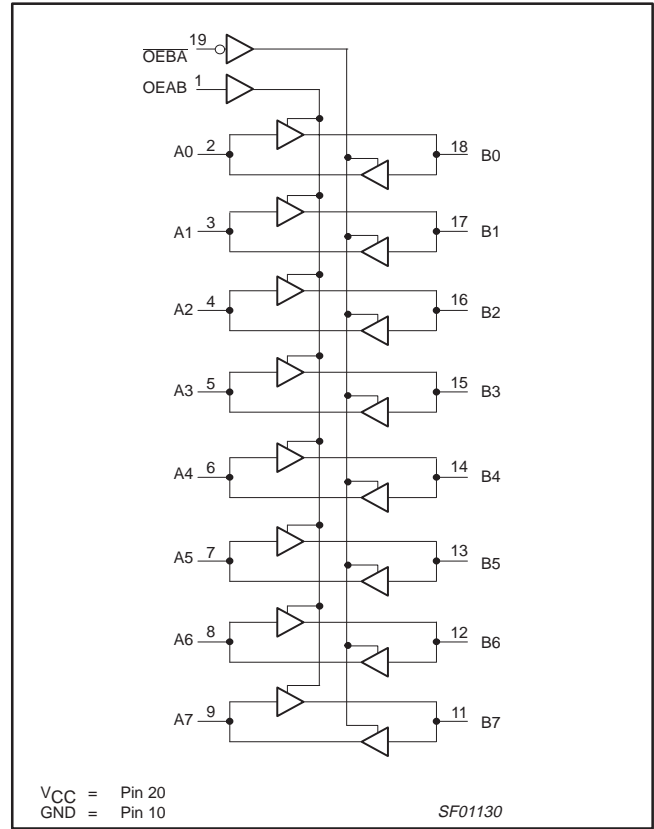 19
OEBA
OEAB 1
A0 2 18 B0
A1 3 17 B1
A2 4 16 B2
A3 5 15 B3
A4 6 14 B4
A5 7 13 B5
A6 8 12 B6
A7 9 11 B7
VCC = Pin 20
GND = Pin 10
SF01130